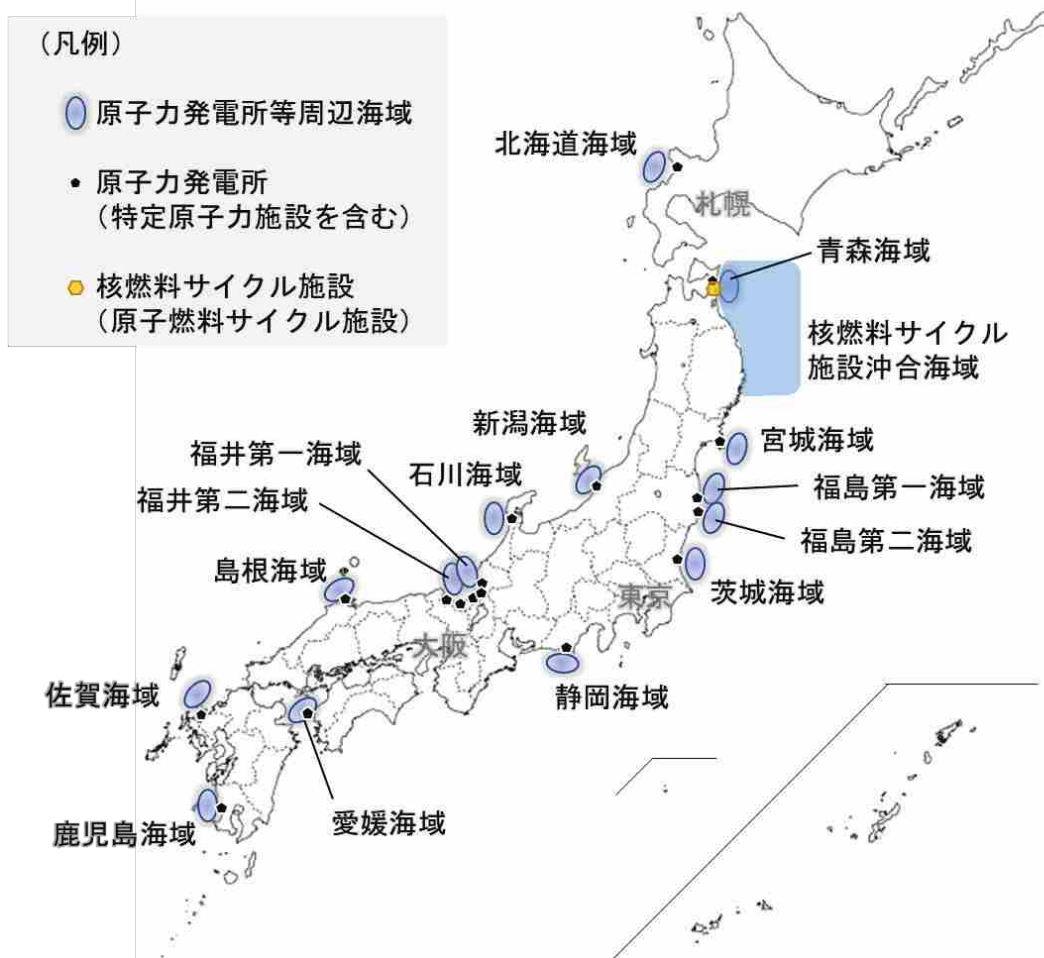 （凡例）
原子力発電所等周辺海域
原子力発電所
（特定原子力施設を含む）
核燃料サイクル施設
（原子燃料サイクル施設）
北海道海域
札幌
青森海域
核燃料サイクル
施設沖合海域
新潟海域
宮城海域
福井第一海域
石川海域
福島第一海域
福井第二海域
福島第二海域
島根海域
東京
茨城海域
大阪
佐賀海域
静岡海域
鹿児島海域
愛媛海域